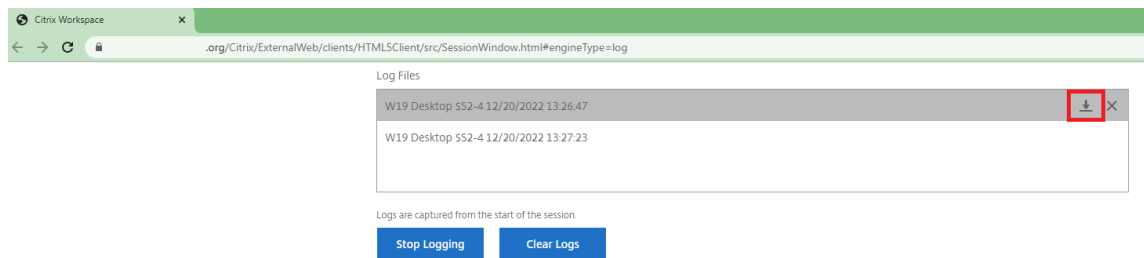 Citrix Workspace
.org/Citrix/ExternalWeb/clients/HTML5Client/src/SessionWindow.html#engineType=log
Log Files
W19 Desktop $S2-4 12/20/2022 13:26:47
W19 Desktop $S2-4 12/20/2022 13:27:23
Logs are captured from the start of the session.
Stop Logging Clear Logs